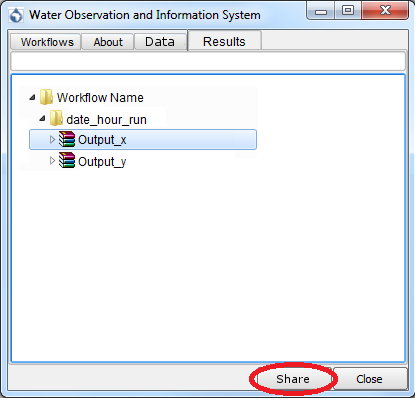 Water Observation and Information System
Workflows About Data Results
Workflow Name
date_hour_run
Output_x
Output_y
Share Close